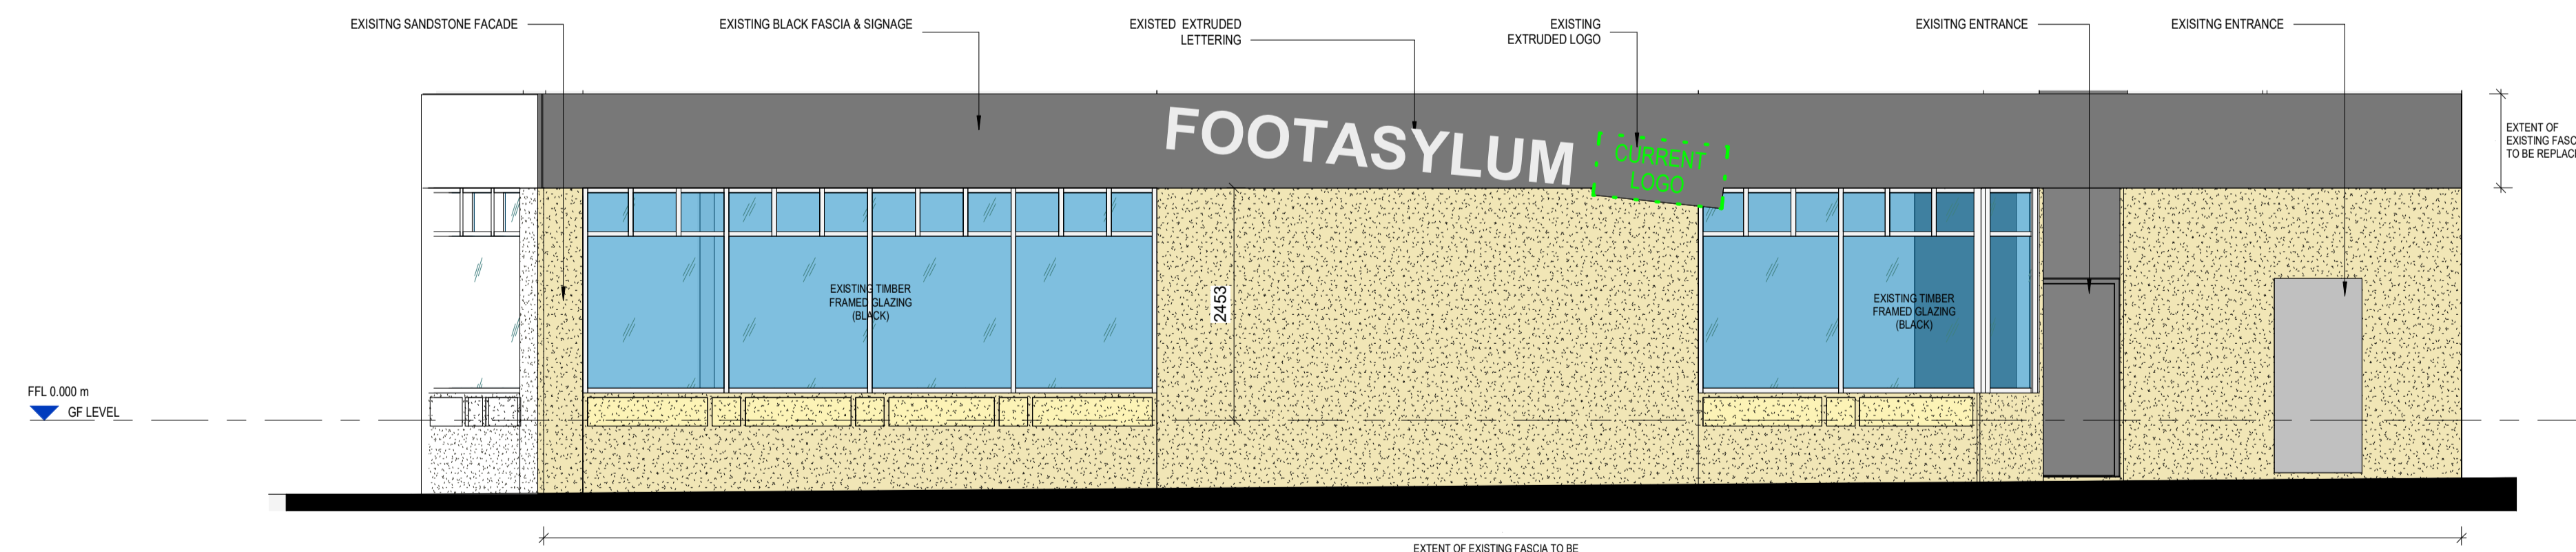 EXISITNG SANDSTONE FACADE
EXISTING BLACK FASCIA & SIGNAGE
EXISTED EXTRUDED
LETTERING
EXISTING
EXTRUDED LOGO
EXISITNG ENTRANCE
EXISITNG ENTRANCE
EXTENT OF
EXISTING FASC
TO BE REPLAC
FOOTASYLUM
CURRENT
LOGO
EXISTING TIMBER
FRAMED GLAZING
(BLACK)
2453
EXISTING TIMBER
FRAMED GLAZING
(BLACK)
FFL 0.000 m
GF LEVEL
EXTENT OF EXISTING FASCIA TO BE